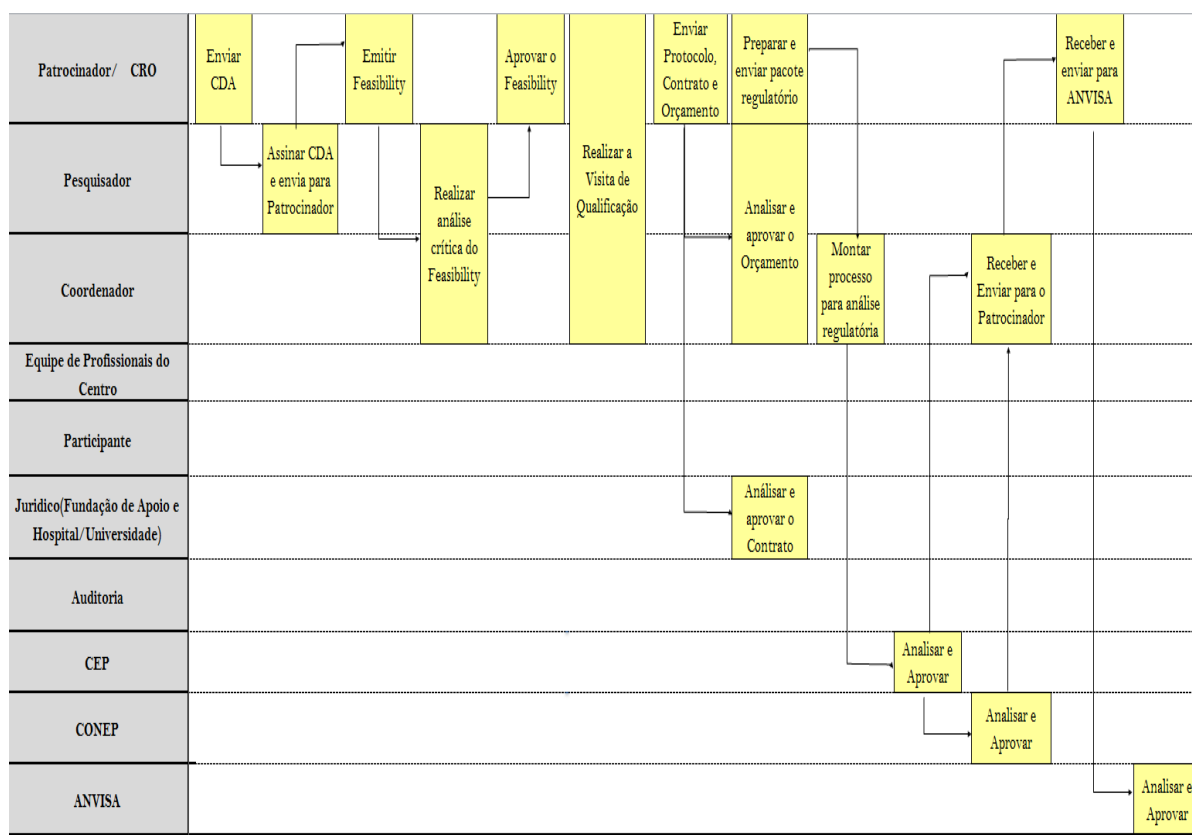 Patrocinador/ CRO
Enviar
CDA
Emitir
Feasibility
Aprovar o
Feasibility
Enviar
Protocolo,
Contrato e
Orçamento
Preparar e
enviar pacote
regulatório
Receber e
enviar para
ANVISA
Pesquisador
Assinar CDA
e envia para
Patrocinador
Realizar
análise
crítica do
Feasibility
Realizar a
Visita de
Qualificação
Analisar e
aprovar o
Orçamento
Coordenador
Montar
processo
para análise
regulatória
Receber e
Enviar para o
Patrocinador
Equipe de Profissionais do
Centro
Participante
Juridico(Fundação de Apoio e
Hospital/Universidade)
Análisar e
aprovar o
Contrato
Auditoria
CEP
Analisar e
Aprovar
CONEP
Analisar e
Aprovar
ANVISA
Analisar e
Aprovar